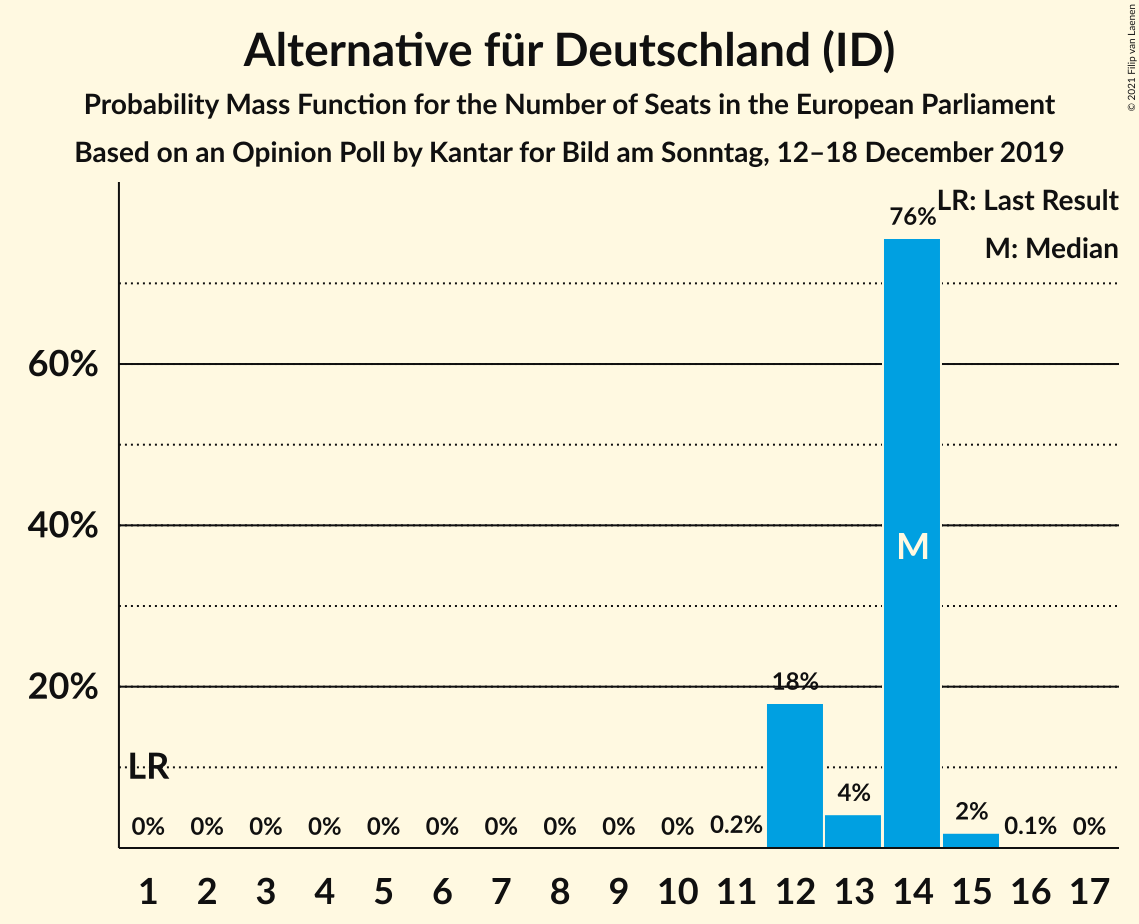 Alternative für Deutschland (ID)
Probability Mass Function for the Number of Seats in the European Parliament
Based on an Opinion Poll by Kantar for Bild am Sonntag, 12–18 December 2019
© 2021 Filip van Laenen
LR: Last Result
M: Median
60%
40%
20%
LR
M
0% 0% 0% 0% 0% 0% 0% 0% 0% 0% 0.2% 18% 4% 76% 2% 0.1% 0%
1 2 3 4 5 6 7 8 9 10 11 12 13 14 15 16 17